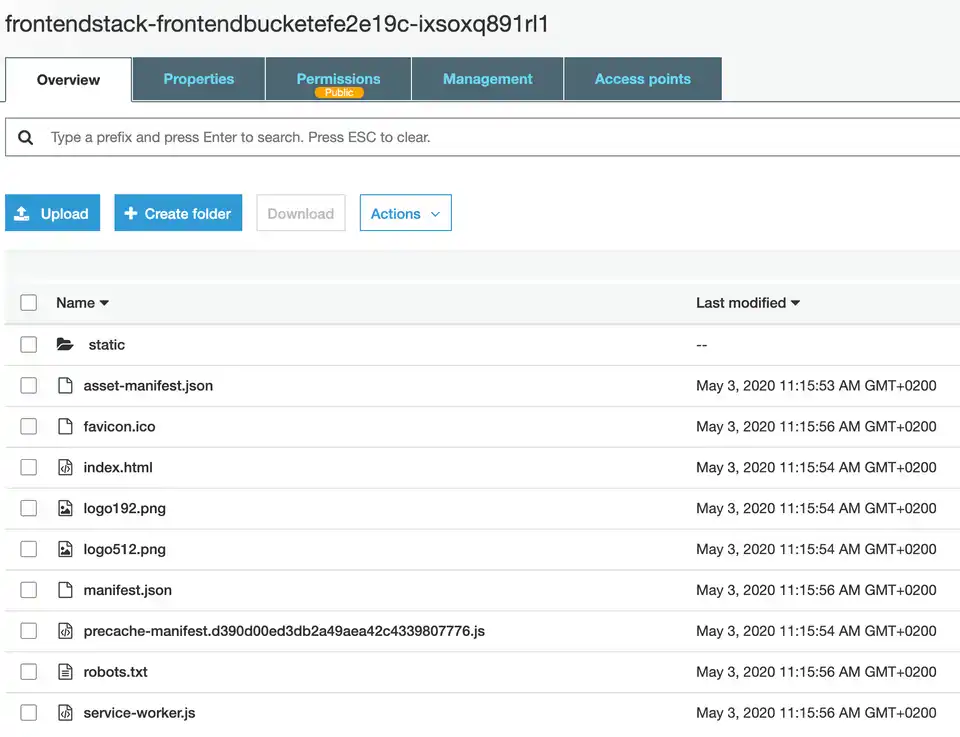 frontendstack-frontendbucketefe2e19c-ixsoxq891rl1
Overview Properties Permissions Management Access points
Public
Type a prefix and press Enter to search. Press ESC to clear.
Upload Create folder Download Actions
Name Last modified
static --
asset-manifest.json May 3, 2020 11:15:53 AM GMT+0200
favicon.ico May 3, 2020 11:15:56 AM GMT+0200
index.html May 3, 2020 11:15:54 AM GMT+0200
logo192.png May 3, 2020 11:15:54 AM GMT+0200
logo512.png May 3, 2020 11:15:54 AM GMT+0200
manifest.json May 3, 2020 11:15:56 AM GMT+0200
precache-manifest.d390d00ed3db2a49aea42c4339807776.js May 3, 2020 11:15:54 AM GMT+0200
robots.txt May 3, 2020 11:15:56 AM GMT+0200
service-worker.js May 3, 2020 11:15:56 AM GMT+0200